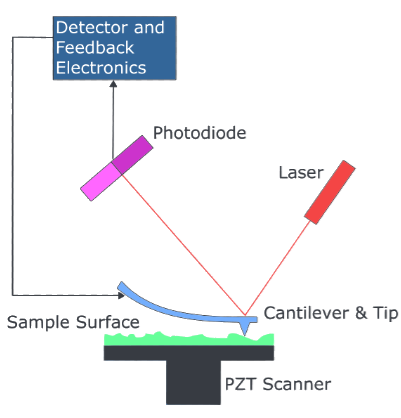 Detector and
Feedback
Electronics
Photodiode
Laser
Cantilever & Tip
Sample Surface
PZT Scanner